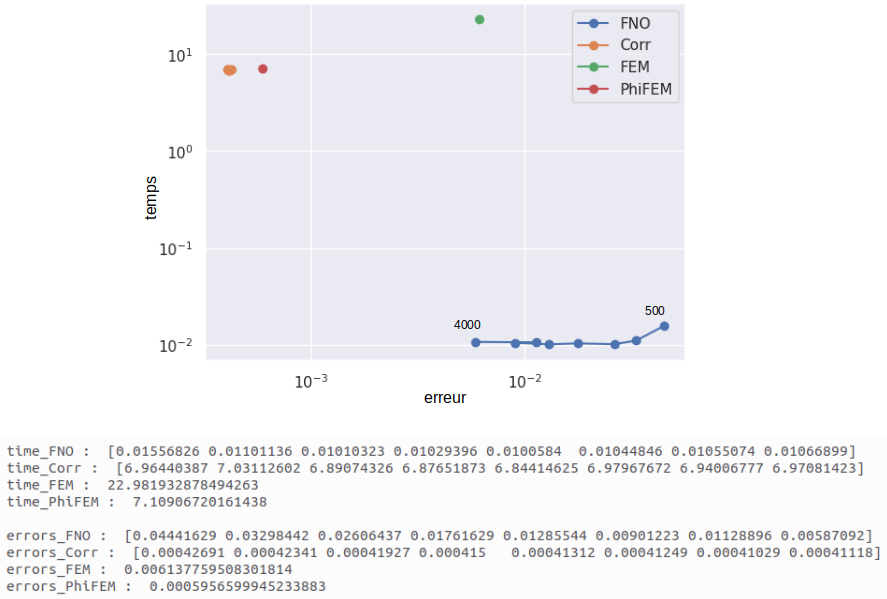 FNO
Corr
FEM
PhiFEM
10^1
10^0
10^-1
10^-2
temps
4000
500
10^-3
10^-2
erreur
time_FNO :  [0.01556826 0.01101136 0.01010323 0.01029396 0.0100584  0.01044846 0.01055074 0.01066899]
time_Corr :  [6.96440387 7.03112602 6.89074326 6.87651873 6.84414625 6.97967672 6.94006777 6.97081423]
time_FEM :  22.981932878494263
time_PhiFEM :  7.10906720161438
errors_FNO :  [0.04441629 0.03298442 0.02606437 0.01761629 0.01285544 0.00901223 0.01128896 0.00587092]
errors_Corr :  [0.00042691 0.00042341 0.00041927 0.000415   0.00041312 0.00041249 0.00041029 0.00041118]
errors_FEM :  0.006137759508301814
errors_PhiFEM :  0.0005956599945233883